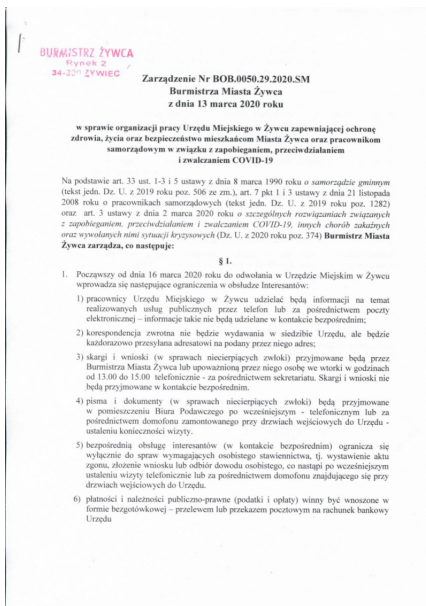 BURMISTRZ ŻYWCA
Rynek 2
34-300 ŻYWIEC
Zarządzenie Nr BOB.0050.29.2020.SM
Burmistrza Miasta Żywca
z dnia 13 marca 2020 roku
w sprawie organizacji pracy Urzędu Miejskiego w Żywcu zapewniającej ochronę
zdrowia, życia oraz bezpieczeństwo mieszkańcom Miasta Żywca oraz pracownikom
samorządowym w związku z zapobieganiem, przeciwdziałaniem
i zwalczaniem COVID-19
Na podstawie art. 33 ust. 1-3 i 5 ustawy z dnia 8 marca 1990 roku o samorządzie gminnym
(tekst jedn. Dz. U. z 2019 roku poz. 506 ze zm.), art. 7 pkt 1 i 3 ustawy z dnia 21 listopada
2008 roku o pracownikach samorządowych (tekst jedn. Dz. U. z 2019 roku poz. 1282)
oraz art. 3 ustawy z dnia 2 marca 2020 roku o szczególnych rozwiązaniach związanych
z zapobieganiem, przeciwdziałaniem i zwalczaniem COVID-19, innych chorób zakaźnych
oraz wywołanych nimi sytuacji kryzysowych (Dz. U. z 2020 roku poz. 374) Burmistrz Miasta
Żywca zarządza, co następuje:
§ 1.
1. Począwszy od dnia 16 marca 2020 roku do odwołania w Urzędzie Miejskim w Żywcu
wprowadza się następujące ograniczenia w obsłudze Interesantów:
1) pracownicy Urzędu Miejskiego w Żywcu udzielać będą informacji na temat
realizowanych usług publicznych przez telefon lub za pośrednictwem poczty
elektronicznej – informacje takie nie będą udzielane w kontakcie bezpośrednim;
2) korespondencja zwrotna nie będzie wydawania w siedzibie Urzędu, ale będzie
każdorazowo przesyłana adresatowi na podany przez niego adres;
3) skargi i wnioski (w sprawach niecierpiących zwłoki) przyjmowane będą przez
Burmistrza Miasta Żywca lub upoważnioną przez niego osobę we wtorki w godzinach
od 13.00 do 15.00 telefonicznie - za pośrednictwem sekretariatu. Skargi i wnioski nie
będą przyjmowane w kontakcie bezpośrednim.
4) pisma i dokumenty (w sprawach niecierpiących zwłoki) będą przyjmowane
w pomieszczeniu Biura Podawczego po wcześniejszym - telefonicznym lub za
pośrednictwem domofonu zamontowanego przy drzwiach wejściowych do Urzędu -
ustaleniu konieczności wizyty.
5) bezpośrednią obsługę interesantów (w kontakcie bezpośrednim) ogranicza się
wyłącznie do spraw wymagających osobistego stawiennictwa, tj. wystawienie aktu
zgonu, złożenie wniosku lub odbiór dowodu osobistego, co nastąpi po wcześniejszym
ustaleniu wizyty telefonicznie lub za pośrednictwem domofonu znajdującego się przy
drzwiach wejściowych do Urzędu.
6) płatności i należności publiczno-prawne (podatki i opłaty) winny być wnoszone w
formie bezgotówkowej – przelewem lub przekazem pocztowym na rachunek bankowy
Urzędu